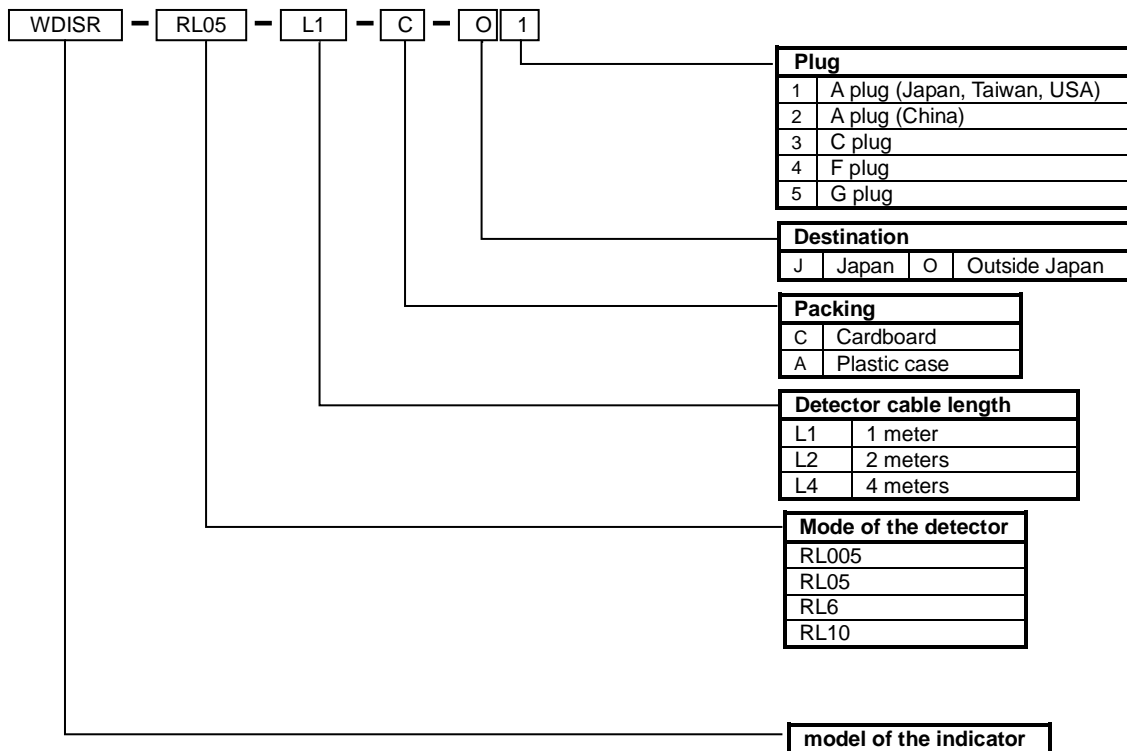 WDISR - RL05 - L1 - C - O 1
Plug
1 A plug (Japan, Taiwan, USA)
2 A plug (China)
3 C plug
4 F plug
5 G plug
Destination
J Japan O Outside Japan
Packing
C Cardboard
A Plastic case
Detector cable length
L1 1 meter
L2 2 meters
L4 4 meters
Mode of the detector
RL005
RL05
RL6
RL10
model of the indicator